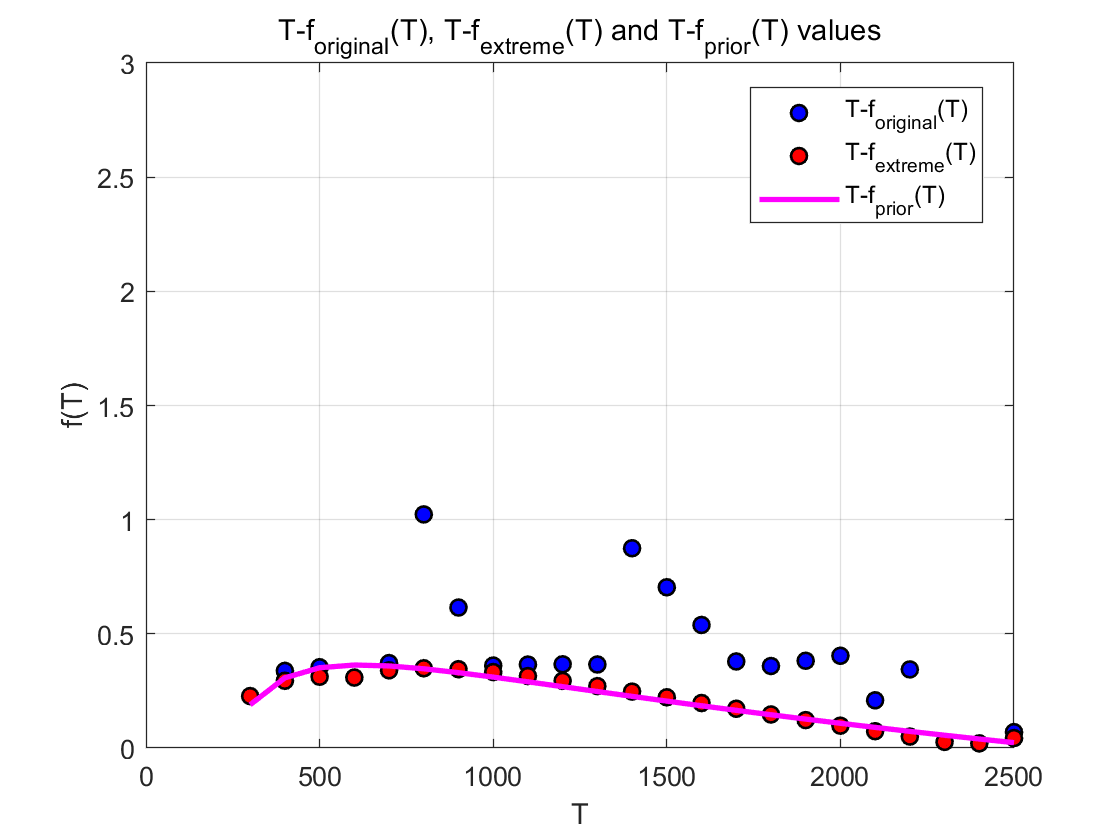 T-f_original(T), T-f_extreme(T) and T-f_prior(T) values
3
2.5
2
1.5
1
0.5
0
f(T)
T-f_original(T)
T-f_extreme(T)
T-f_prior(T)
0 500 1000 1500 2000 2500
T